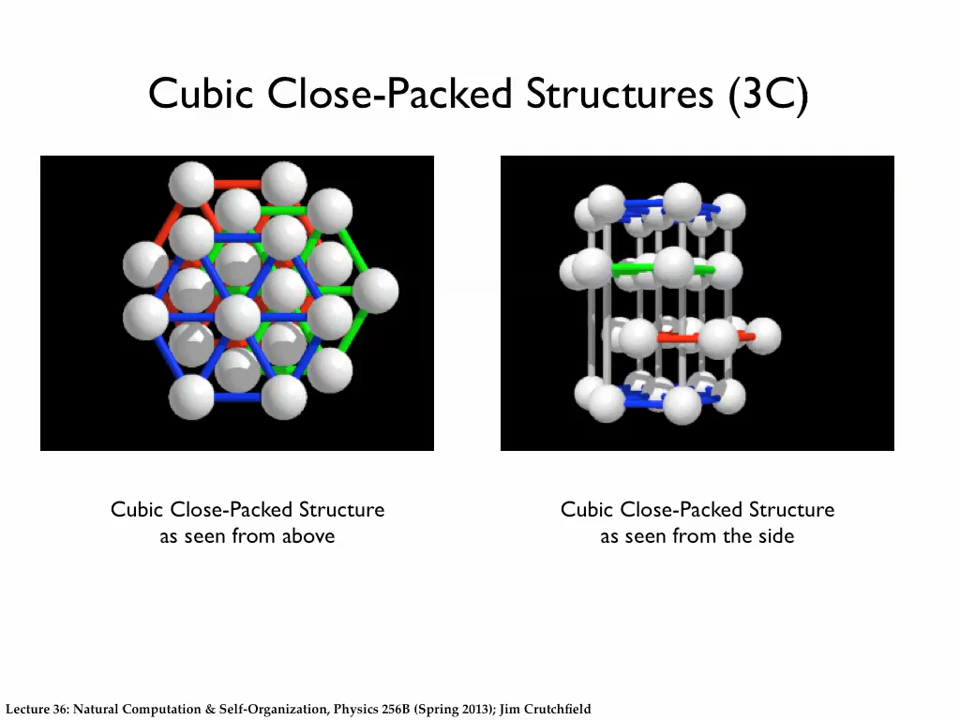 Cubic Close-Packed Structures (3C)
Cubic Close-Packed Structure
as seen from above
Cubic Close-Packed Structure
as seen from the side
Lecture 36: Natural Computation & Self-Organization, Physics 256B (Spring 2013); Jim Crutchfield